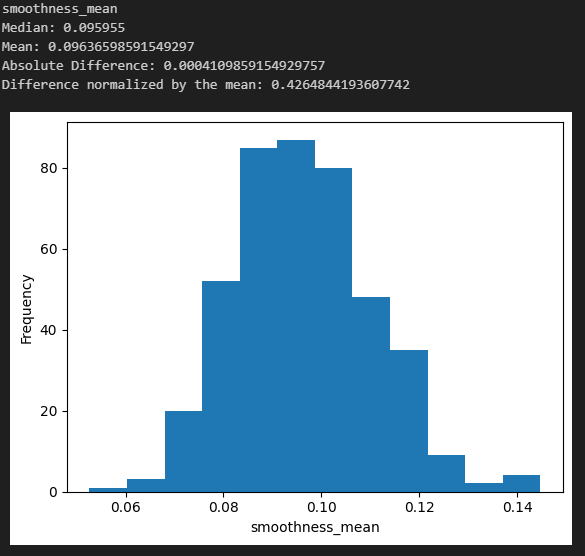 smoothness_mean
Median: 0.095955
Mean: 0.09636598591549297
Absolute Difference: 0.0004109859154929757
Difference normalized by the mean: 0.4264844193607742
80
60
40
20
0
Frequency
0.06 0.08 0.10 0.12 0.14
smoothness_mean